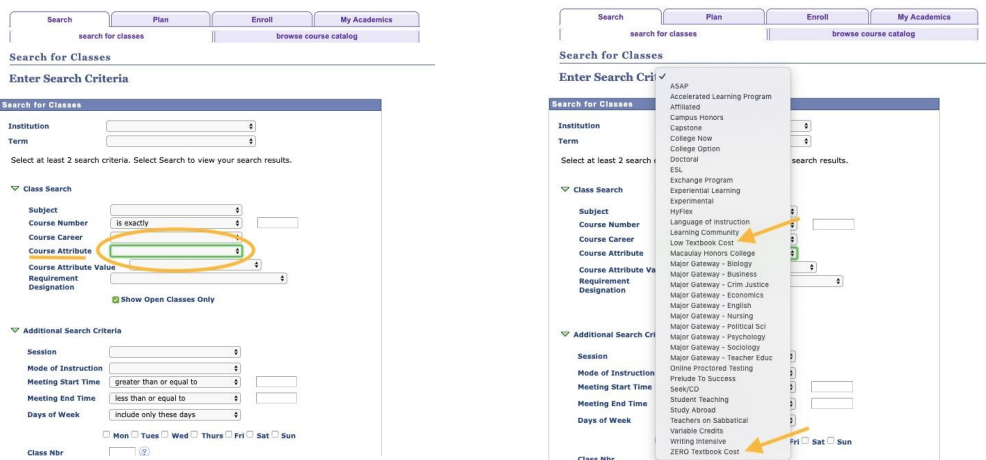 Search Plan Enroll My Academics
search for classes browse course catalog
Search for Classes
Enter Search Criteria
Search for Classes
Institution
Term
Select at least 2 search criteria. Select Search to view your search results.
Class Search
Subject
Course Number is exactly
Course Career
Course Attribute
Course Attribute Value
Requirement
Designation
Show Open Classes Only
Additional Search Criteria
Session
Mode of Instruction
Meeting Start Time greater than or equal to
Meeting End Time less than or equal to
Days of Week include only these days
Mon Tues Wed Thurs Fri Sat Sun
Class Nbr
Search Plan Enroll My Academics
search for classes browse course catalog
Search for Classes
Enter Search Crit
Search for Classes
Institution
Term
Select at least 2 search search results.
Class Search
Subject
Course Number
Course Career
Course Attribute
Course Attribute Va
Requirement
Designation
Additional Search Cri
Session
Mode of Instruction
Meeting Start Time
Meeting End Time
Days of Week
Fri Sat Sun
Class Nbr
ASAP
Accelerated Learning Program
Affiliated
Campus Honors
Capstone
College Now
College Option
Doctoral
ESL
Exchange Program
Experiential Learning
Experimental
HyFlex
Language of Instruction
Learning Community
Low Textbook Cost
Macaulay Honors College
Major Gateway - Biology
Major Gateway - Business
Major Gateway - Crim Justice
Major Gateway - Economics
Major Gateway - English
Major Gateway - Nursing
Major Gateway - Political Sci
Major Gateway - Psychology
Major Gateway - Sociology
Major Gateway - Teacher Educ
Online Proctored Testing
Prelude To Success
Seek/CD
Student Teaching
Study Abroad
Teachers on Sabbatical
Variable Credits
Writing Intensive
ZERO Textbook Cost